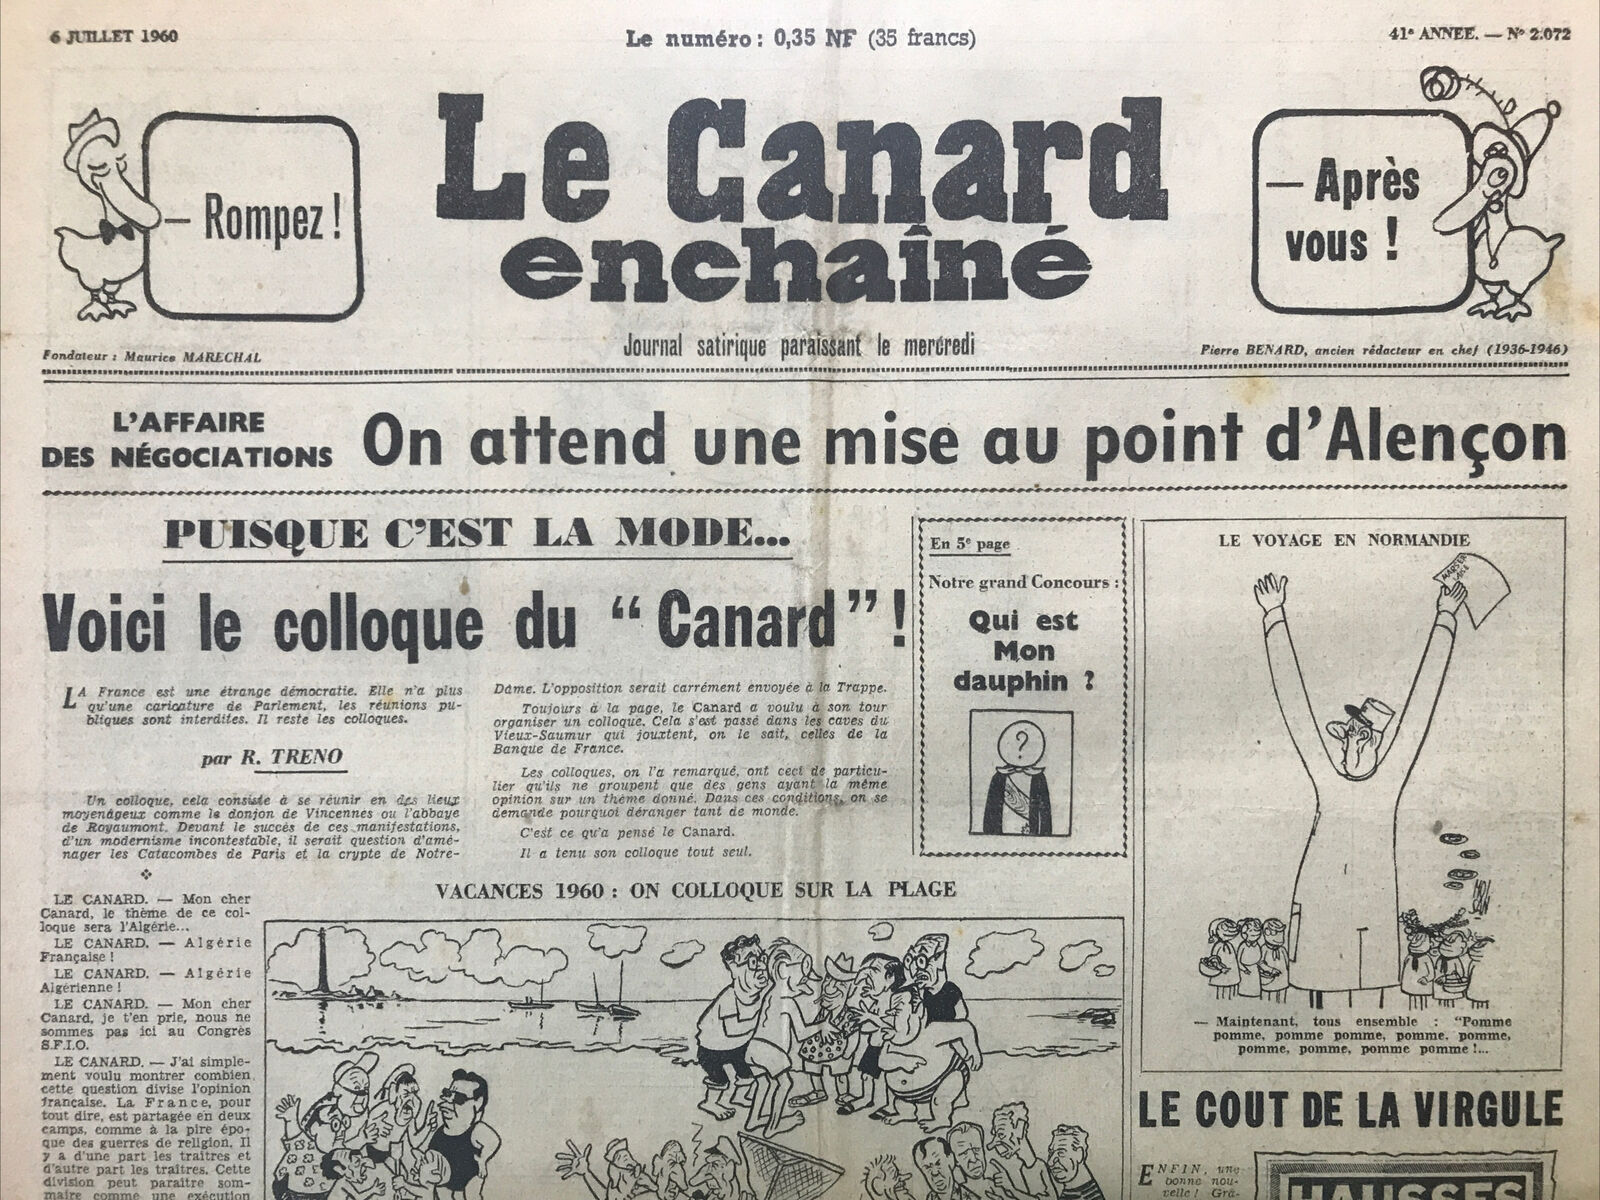 6 JUILLET 1960
Le numéro : 0,35 NF (35 francs)
41e ANNEE. — No 2.072
— Rompez !
Le Canard
enchaîné
— Après
vous !
Journal satirique paraissant le mercredi
Fondateur : Maurice MARECHAL
Pierre BENARD, ancien rédacteur en chef (1936-1946)
L'AFFAIRE
DES NÉGOCIATIONS
On attend une mise au point d'Alençon
PUISQUE C'EST LA MODE...
Voici le colloque du “ Canard ” !
LA France est une étrange démocratie. Elle n'a plus
qu'une caricature de Parlement, les réunions pu-
bliques sont interdites. Il reste les colloques.
par R. TRENO
Un colloque, cela consiste à se réunir en des lieux
moyenâgeux comme le donjon de Vincennes ou l'abbaye
de Royaumont. Devant le succès de ces manifestations,
d'un modernisme incontestable, il serait question d'amé-
nager les Catacombes de Paris et la crypte de Notre-
Dâme. L'opposition serait carrément envoyée à la Trappe.
Toujours à la page, le Canard a voulu à son tour
organiser un colloque. Cela s'est passé dans les caves du
Vieux-Saumur qui jouxtent, on le sait, celles de la
Banque de France.
Les colloques, on l'a remarqué, ont ceci de particu-
lier qu'ils ne groupent que des gens ayant la même
opinion sur un thème donné. Dans ces conditions, on se
demande pourquoi déranger tant de monde.
C'est ce qu'a pensé le Canard.
Il a tenu son colloque tout seul.
En 5e page
Notre grand Concours :
Qui est
Mon
dauphin ?
?
LE VOYAGE EN NORMANDIE
— Maintenant, tous ensemble : “Pomme
pomme, pomme pomme, pomme, pomme,
pomme, pomme, pomme pomme !...
LE COUT DE LA VIRGULE
ENFIN, une
bonne nou-
velle ! Grâ-
HAUSSES
VACANCES 1960 : ON COLLOQUE SUR LA PLAGE
LE CANARD. — Mon cher
Canard, le thème de ce col-
loque sera l'Algérie...
LE CANARD. — Algérie
Française !
LE CANARD. — Algérie
Algérienne !
LE CANARD. — Mon cher
Canard, je t'en prie, nous ne
sommes pas ici au Congrès
S.F.I.O.
LE CANARD. — J'ai simple-
ment voulu montrer combien
cette question divise l'opinion
française. La France, pour
tout dire, est partagée en deux
camps, comme à la pire épo-
que des guerres de religion. Il
y a d'une part les traîtres et
d'autre part les traîtres. Cette
division peut paraître som-
maire comme une exécution